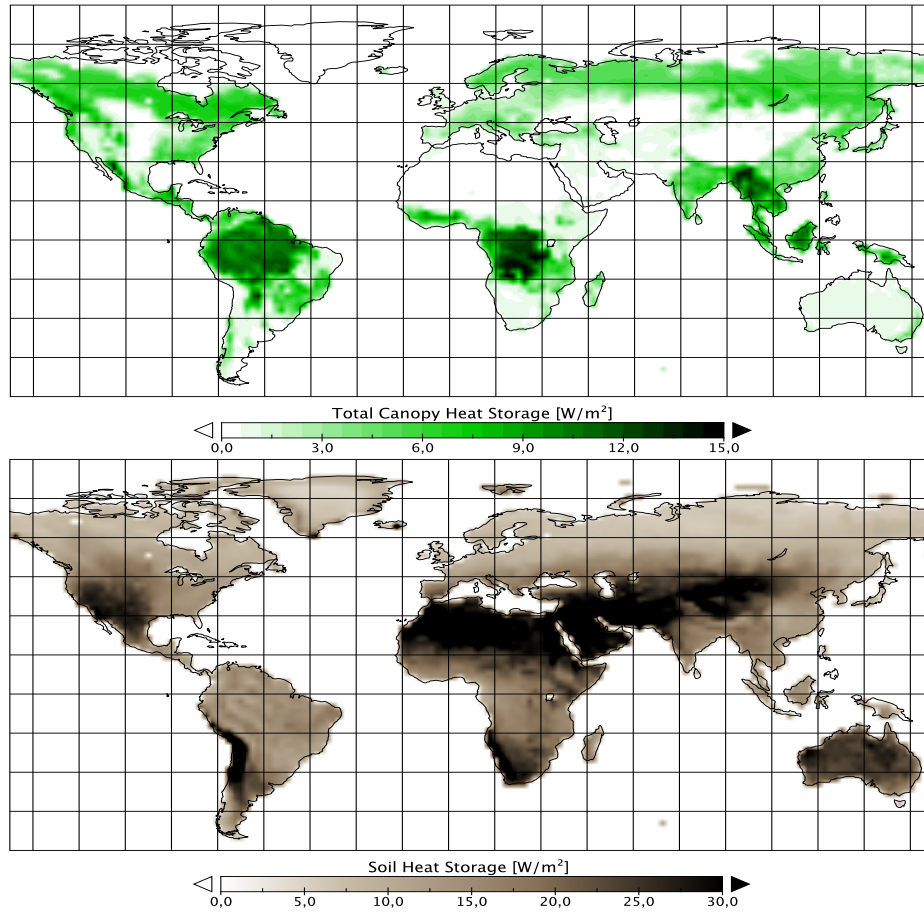 Total Canopy Heat Storage [W/m²]
0,0 3,0 6,0 9,0 12,0 15,0
Soil Heat Storage [W/m²]
0,0 5,0 10,0 15,0 20,0 25,0 30,0